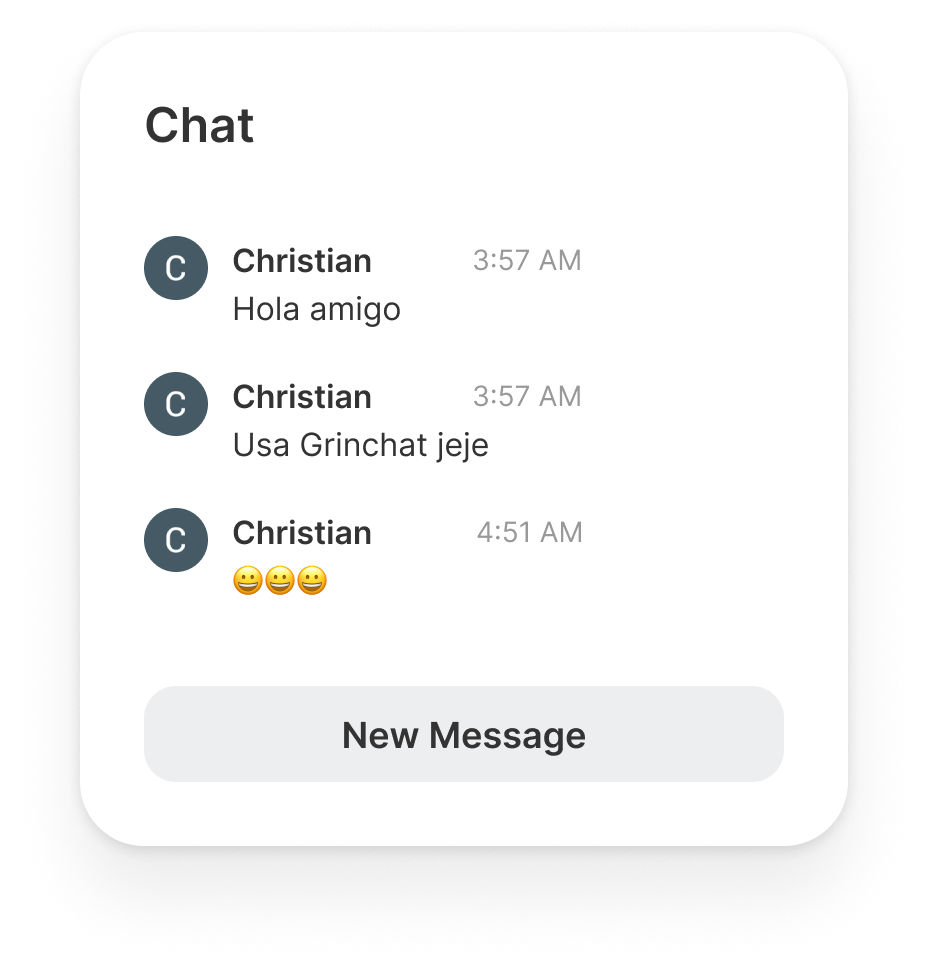 Chat
C Christian 3:57 AM
Hola amigo
C Christian 3:57 AM
Usa Grinchat jeje
C Christian 4:51 AM
😀😀😀
New Message